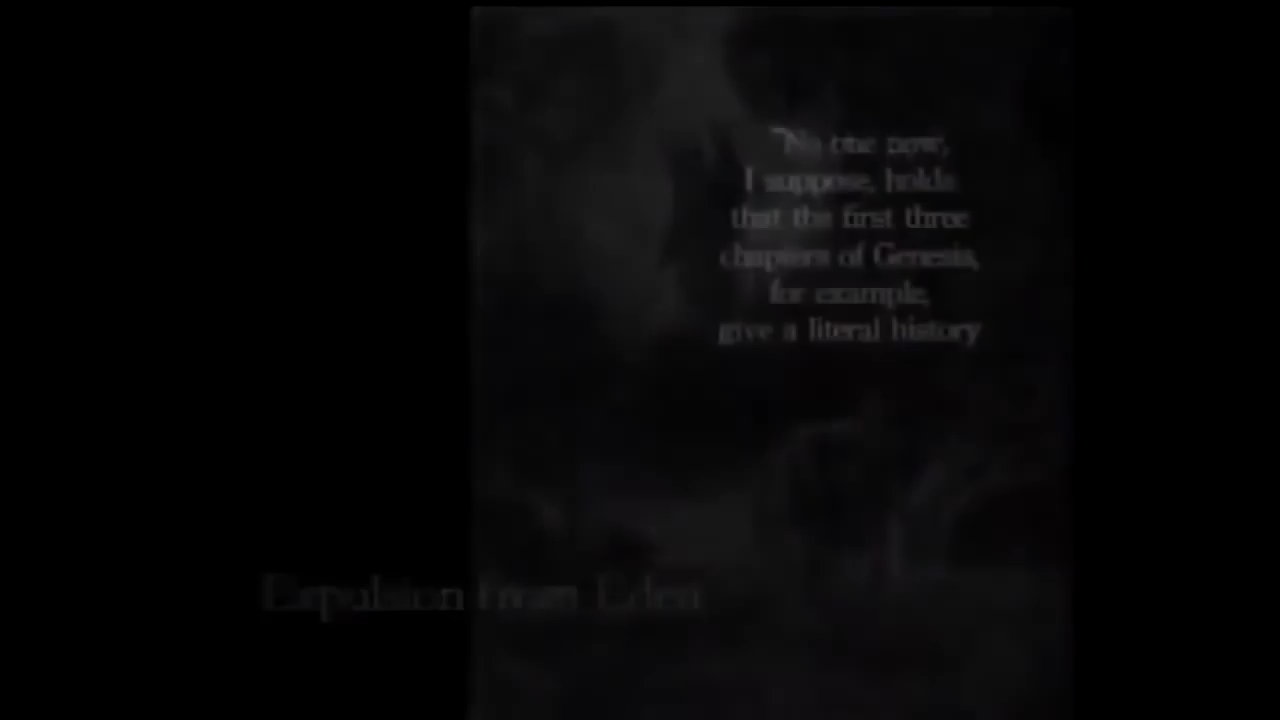 "No one now,
I suppose, holds
that the first three
chapters of Genesis,
for example,
give a literal history
Expulsion from Eden